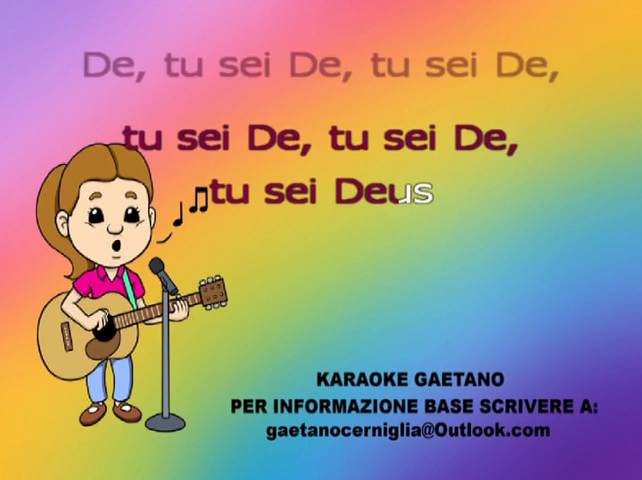 De, tu sei De, tu sei De,
tu sei De, tu sei De,
tu sei Deus
KARAOKE GAETANO
PER INFORMAZIONE BASE SCRIVERE A:
gaetanocerniglia@Outlook.com